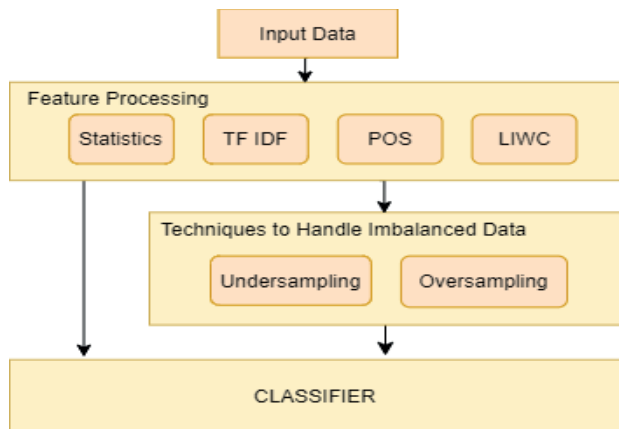 Input Data
Feature Processing
Statistics TF IDF POS LIWC
Techniques to Handle Imbalanced Data
Undersampling Oversampling
CLASSIFIER